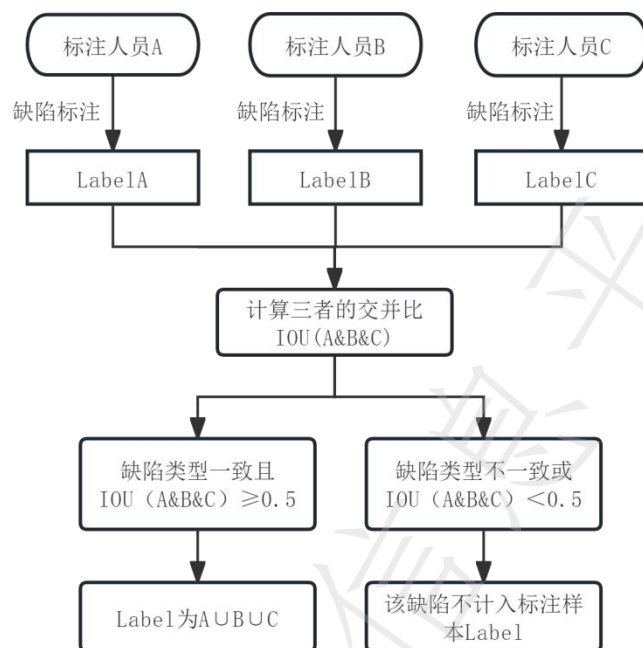 标注人员A
标注人员B
标注人员C
缺陷标注
缺陷标注
缺陷标注
LabelA
LabelB
LabelC
计算三者的交并比
IOU(A&B&C)
缺陷类型一致且
IOU（A&B&C）≥0.5
缺陷类型不一致或
IOU（A&B&C）＜0.5
Label为A∪B∪C
该缺陷不计入标注样
本Label
信息平